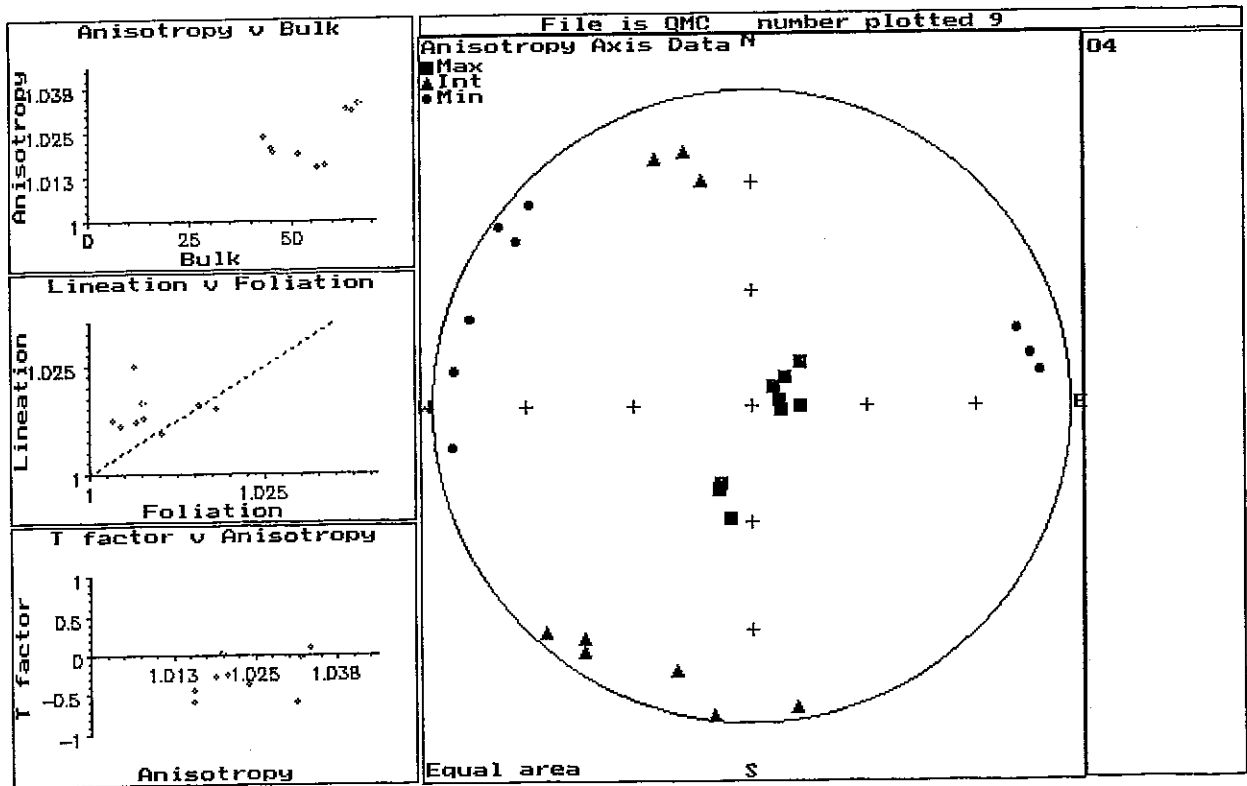 File is QMC number plotted 9
Anisotropy v Bulk
Anisotropy
1.038
1.025
1.013
1
0 25 50
Bulk
Lineation v Foliation
Lineation
1.025
1
1 1.025
Foliation
T factor v Anisotropy
T factor
1
0.5
0
-0.5
-1
1.013 1.025 1.038
Anisotropy
Anisotropy Axis Data N
Max
Int
Min
E
Equal area S
04